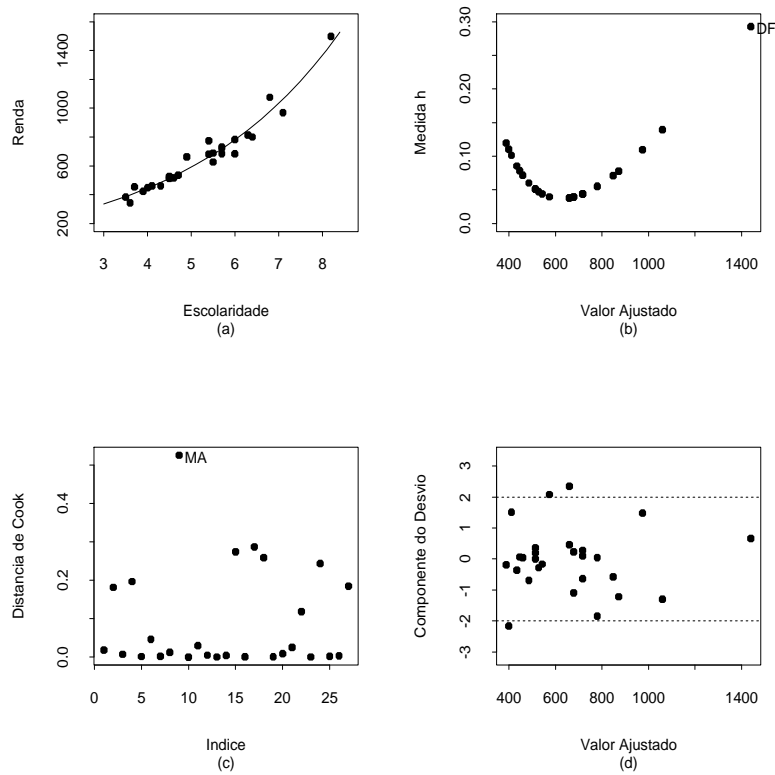 Renda
200 600 1000 1400
3 4 5 6 7 8
Escolaridade
(a)
Medida h
0.0 0.10 0.20 0.30
DF
400 600 800 1000 1400
Valor Ajustado
(b)
Distancia de Cook
0.0 0.2 0.4
MA
0 5 10 15 20 25
Indice
(c)
Componente do Desvio
-3 -2 -1 0 1 2 3
400 600 800 1000 1400
Valor Ajustado
(d)